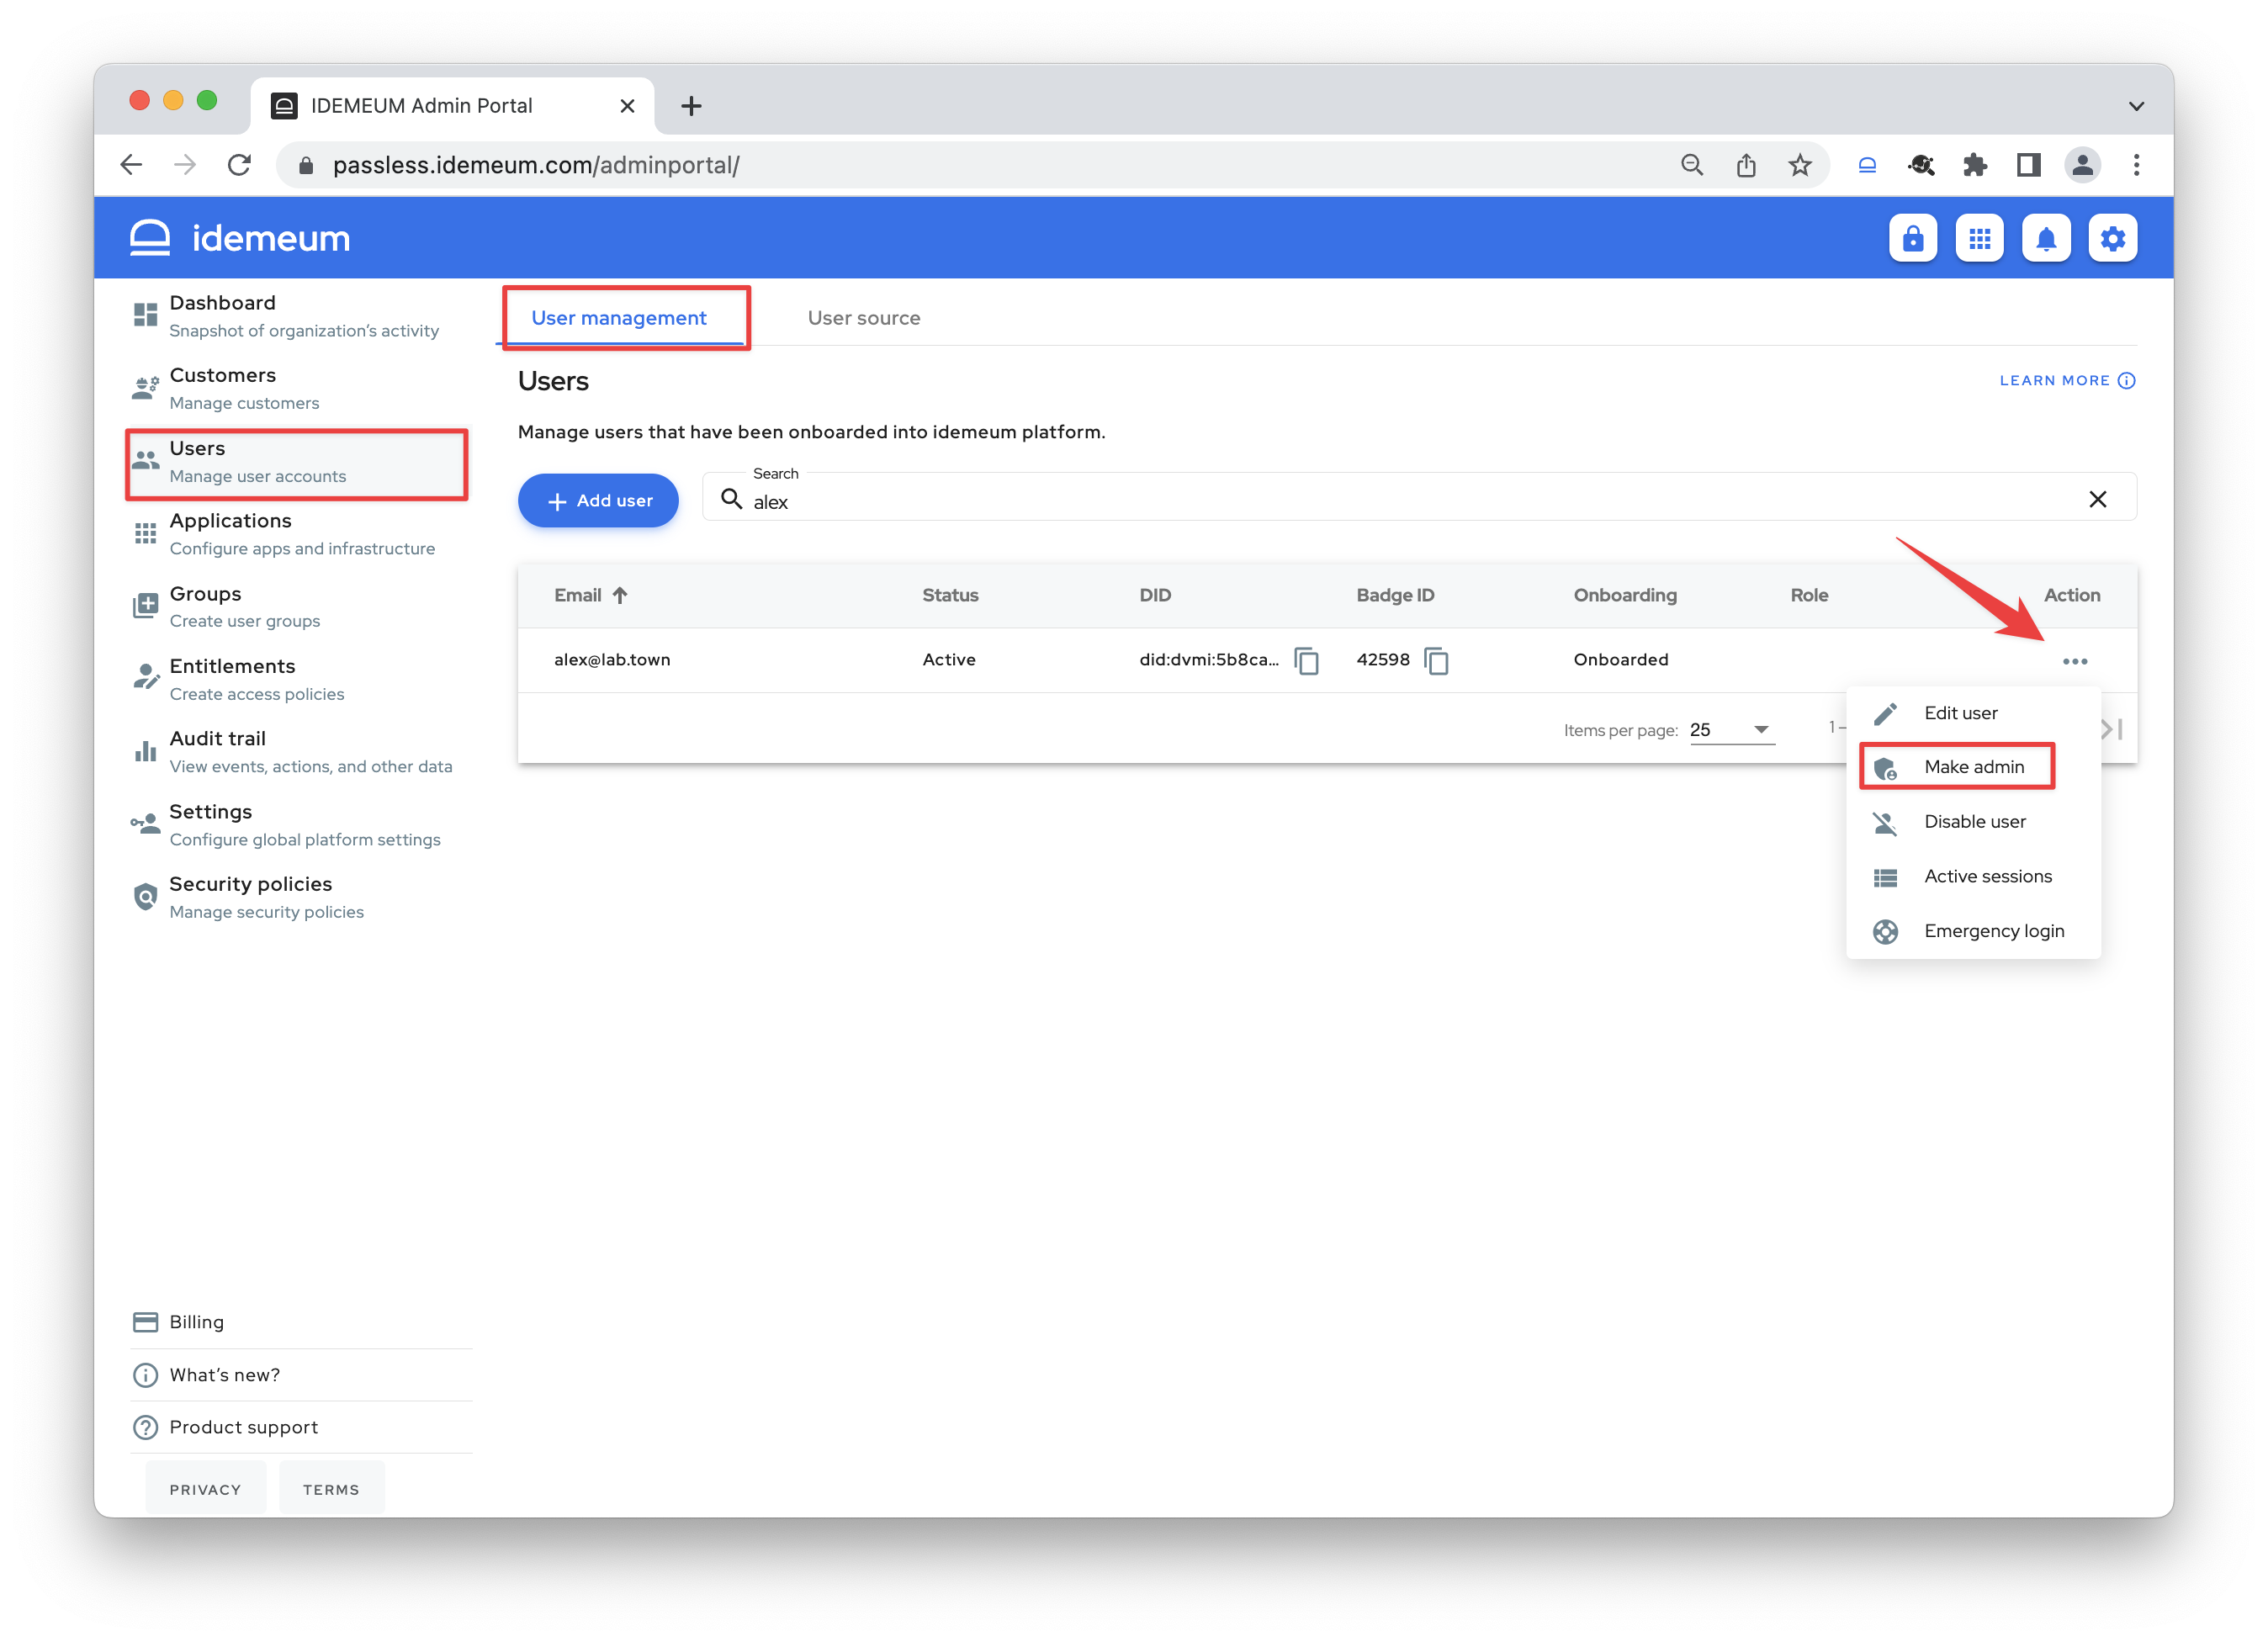 IDEMEUM Admin Portal
passless.idemeum.com/adminportal/
idemeum
Dashboard
Snapshot of organization's activity
Customers
Manage customers
Users
Manage user accounts
Applications
Configure apps and infrastructure
Groups
Create user groups
Entitlements
Create access policies
Audit trail
View events, actions, and other data
Settings
Configure global platform settings
Security policies
Manage security policies
Billing
What's new?
Product support
PRIVACY TERMS
User management User source
Users
LEARN MORE
Manage users that have been onboarded into idemeum platform.
Add user
Search
alex
Email Status DID Badge ID Onboarding Role Action
alex@lab.town Active did:dvmi:5b8ca... 42598 Onboarded
Items per page: 25 1 –
Edit user
Make admin
Disable user
Active sessions
Emergency login